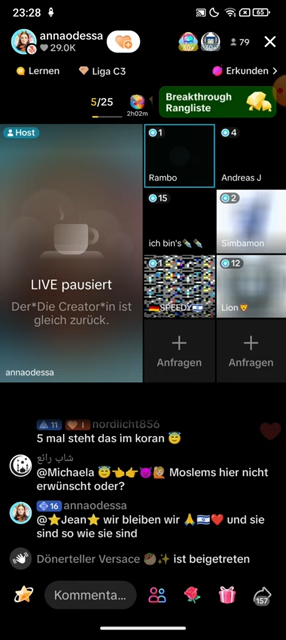 23:28
65
annaodessa
29.0K
79
Lernen
Liga C3
Erkunden >
5/25
2h02m
Breakthrough
Rangliste
Host
LIVE pausiert
Der*Die Creator*in ist
gleich zurück.
annaodessa
1
Rambo
4
Andreas J
15
ich bin's
2
Simbamon
1
SPEEDY
12
Lion
Anfragen
Anfragen
11 1 nordlicht856
5 mal steht das im koran 😇
شاب رائع
@Michaela 😇👈👉😈🙋🏼 Moslems hier nicht
erwünscht oder?
16 annaodessa
@⭐Jean⭐ wir bleiben wir 🙏🇮🇱❤️ und sie
sind so wie sie sind
Dönerteller Versace ✨ ist beigetreten
Kommenta...
157